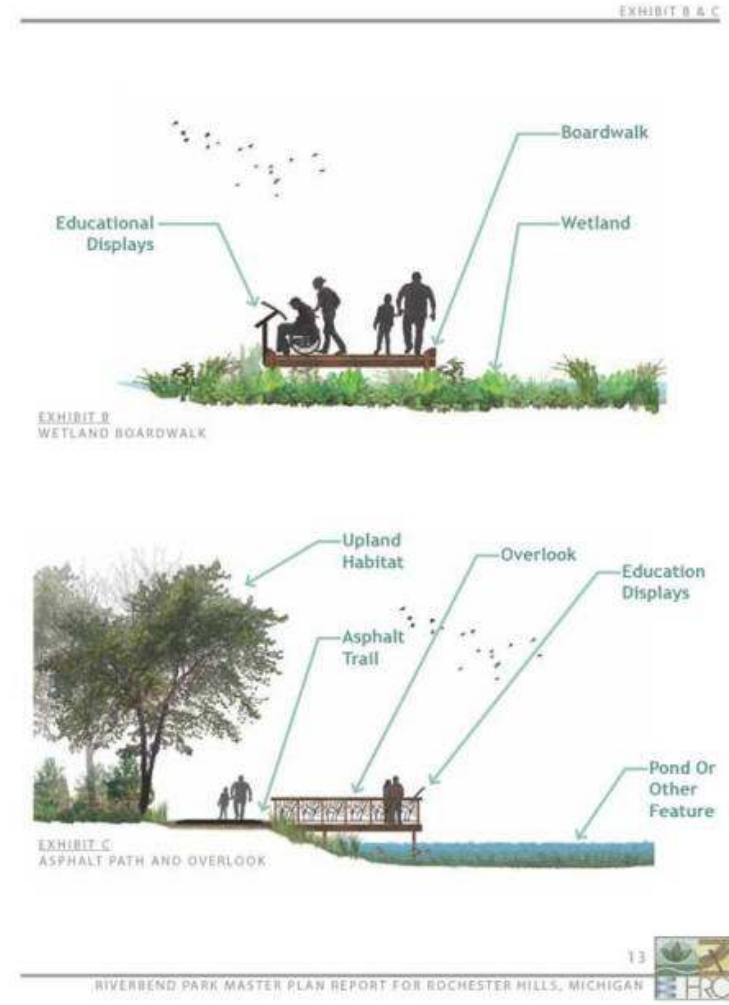 EXHIBIT B & C
Boardwalk
Educational
Displays
Wetland
EXHIBIT B
WETLAND BOARDWALK
Upland
Habitat
Overlook
Education
Displays
Asphalt
Trail
Pond Or
Other
Feature
EXHIBIT C
ASPHALT PATH AND OVERLOOK
13
RIVERBEND PARK MASTER PLAN REPORT FOR ROCHESTER HILLS, MICHIGAN
HRC